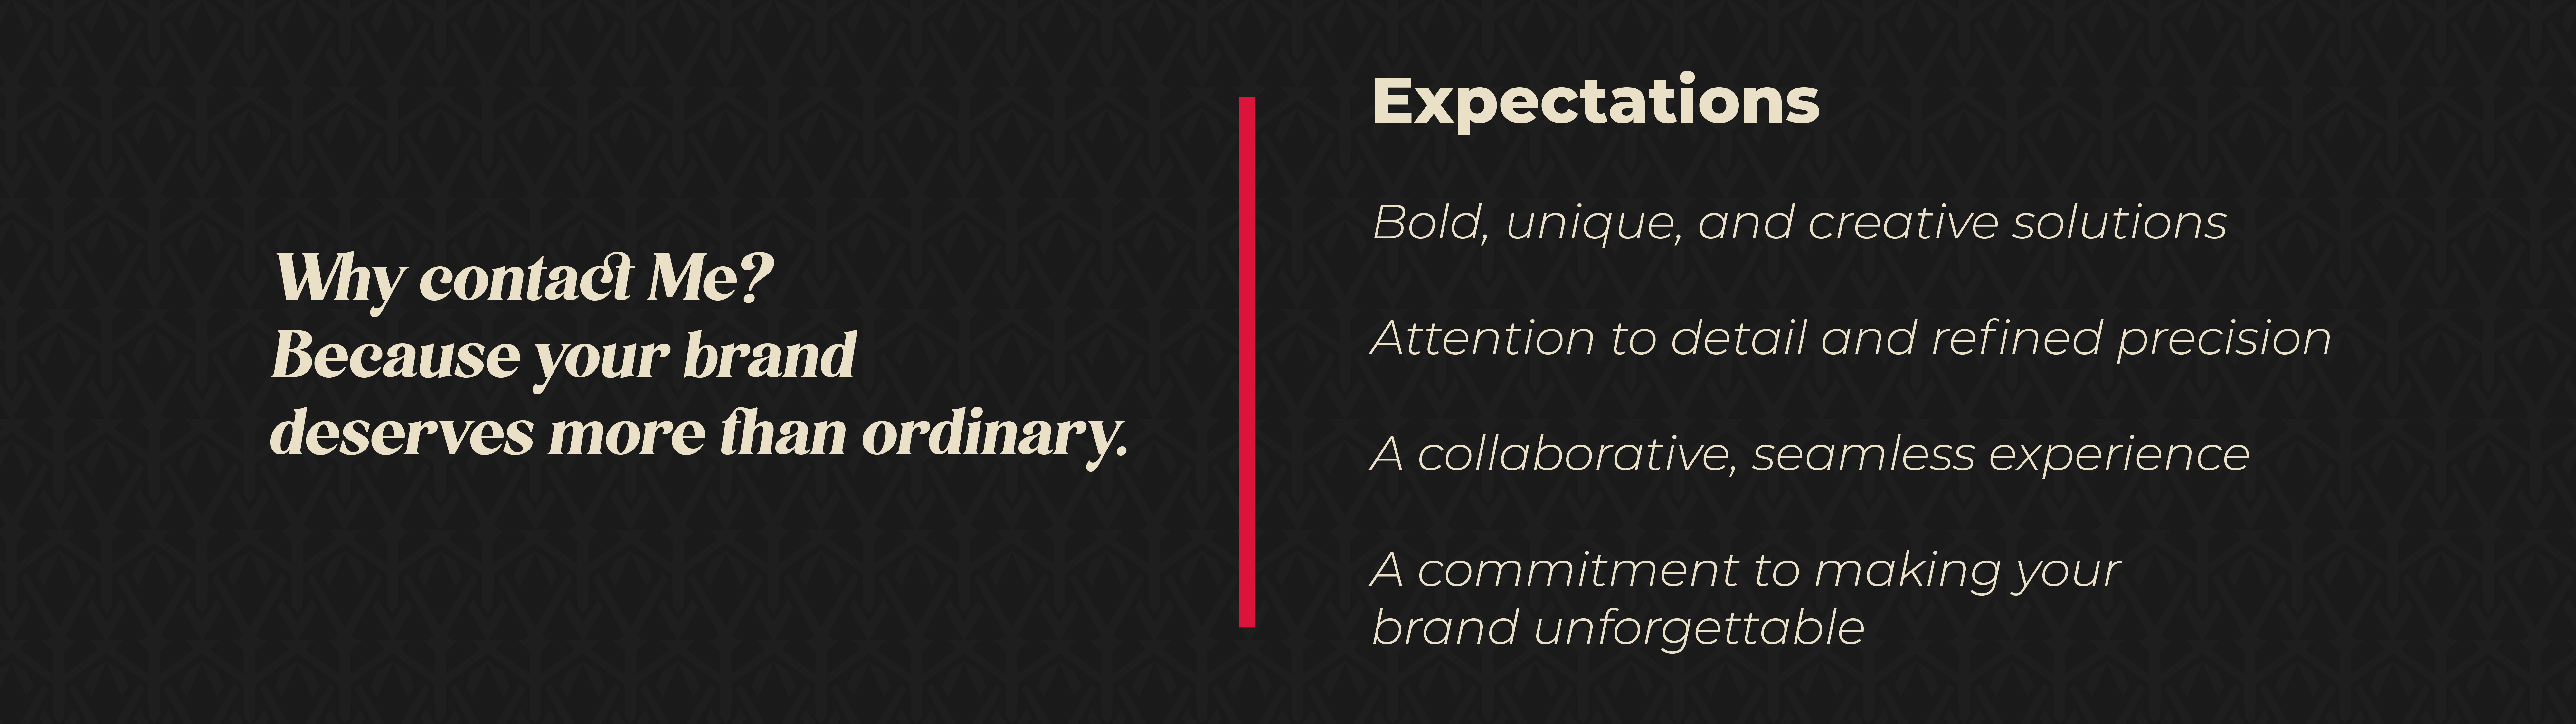 Why contact Me?
Because your brand
deserves more than ordinary.
Expectations
Bold, unique, and creative solutions
Attention to detail and refined precision
A collaborative, seamless experience
A commitment to making your
brand unforgettable